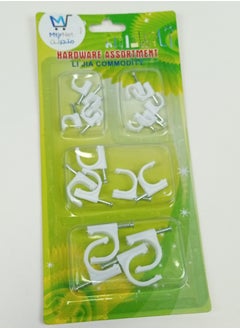 HARDWARE ASSORTMENT
LI JIA COMMODITY